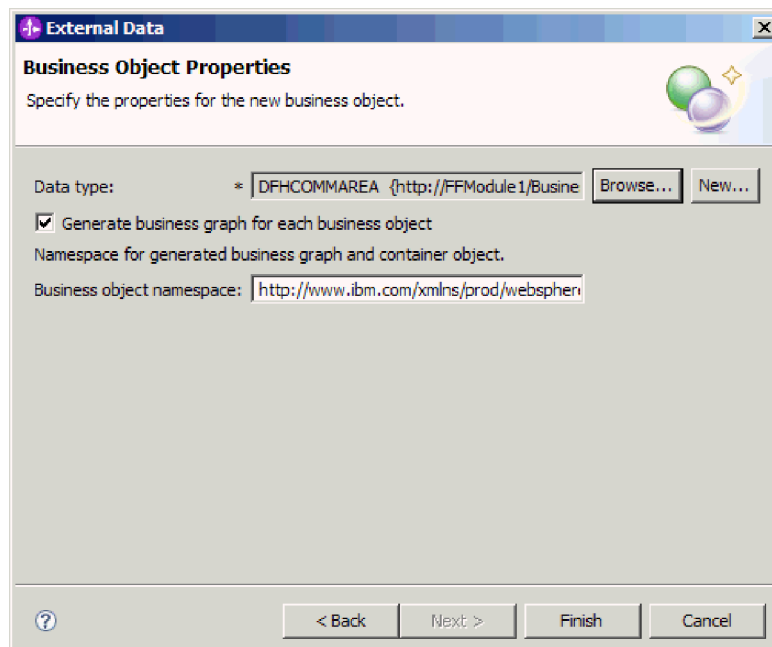 External Data
Business Object Properties
Specify the properties for the new business object.
Data type: * DFHCOMMAREA {http://FFModule1/Busine Browse... New...
Generate business graph for each business object
Namespace for generated business graph and container object.
Business object namespace: http://www.ibm.com/xmlns/prod/websphere
? < Back Next > Finish Cancel